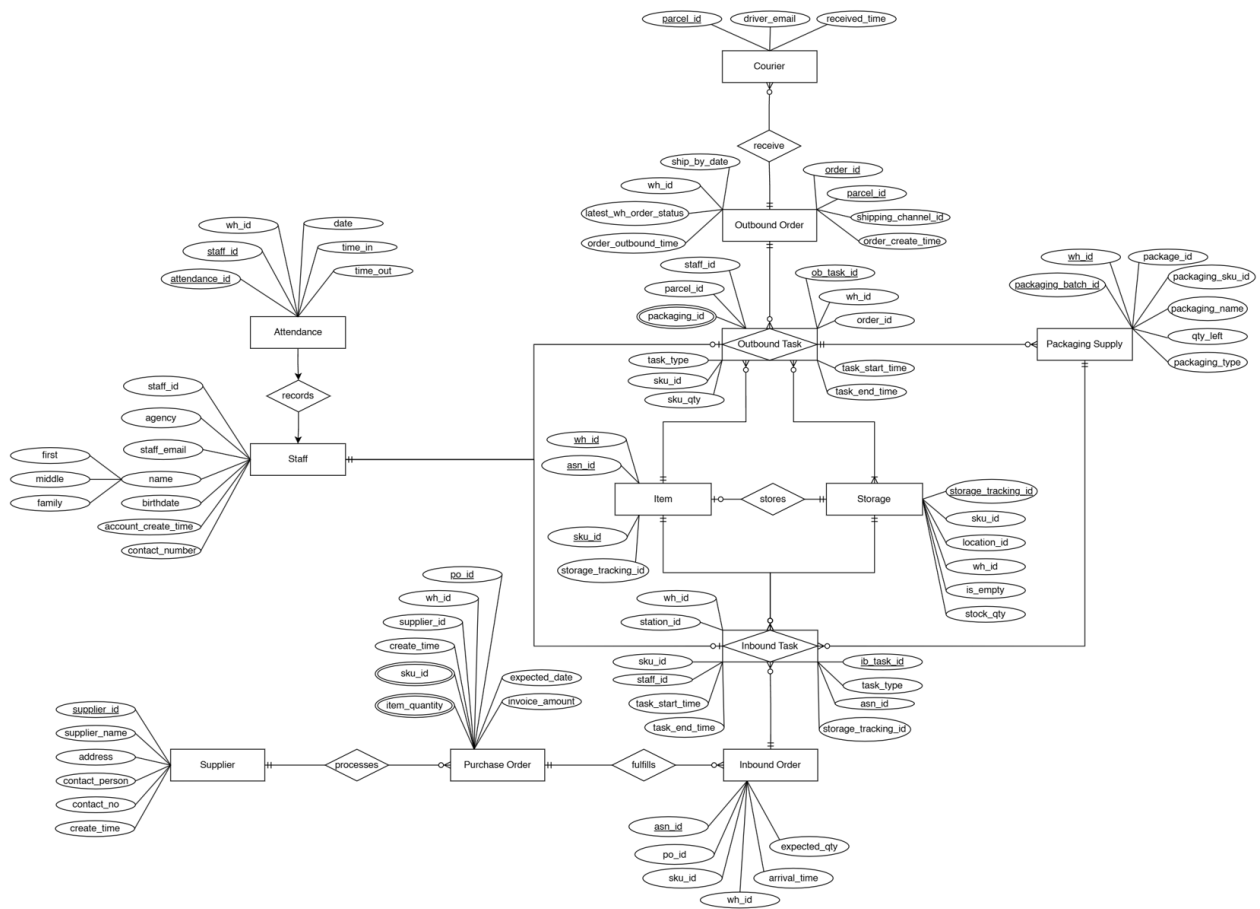 parcel_id
driver_email
received_time
Courier
receive
ship_by_date
wh_id
latest_wh_order_status
order_outbound_time
order_id
parcel_id
shipping_channel_id
order_create_time
Outbound Order
wh_id
staff_id
attendance_id
date
time_in
time_out
Attendance
records
staff_id
parcel_id
packaging_id
ob_task_id
wh_id
order_id
Outbound Task
task_type
sku_id
sku_qty
task_start_time
task_end_time
wh_id
packaging_batch_id
package_id
packaging_sku_id
packaging_name
qty_left
packaging_type
Packaging Supply
staff_id
agency
staff_email
name
first
middle
family
birthdate
account_create_time
contact_number
Staff
wh_id
asn_id
Item
sku_id
storage_tracking_id
stores
Storage
storage_tracking_id
sku_id
location_id
wh_id
is_empty
stock_qty
wh_id
station_id
Inbound Task
sku_id
staff_id
task_start_time
task_end_time
ib_task_id
task_type
asn_id
storage_tracking_id
po_id
wh_id
supplier_id
create_time
sku_id
item_quantity
expected_date
invoice_amount
supplier_id
supplier_name
address
contact_person
contact_no
create_time
Supplier
processes
Purchase Order
fulfills
Inbound Order
asn_id
po_id
sku_id
wh_id
arrival_time
expected_qty